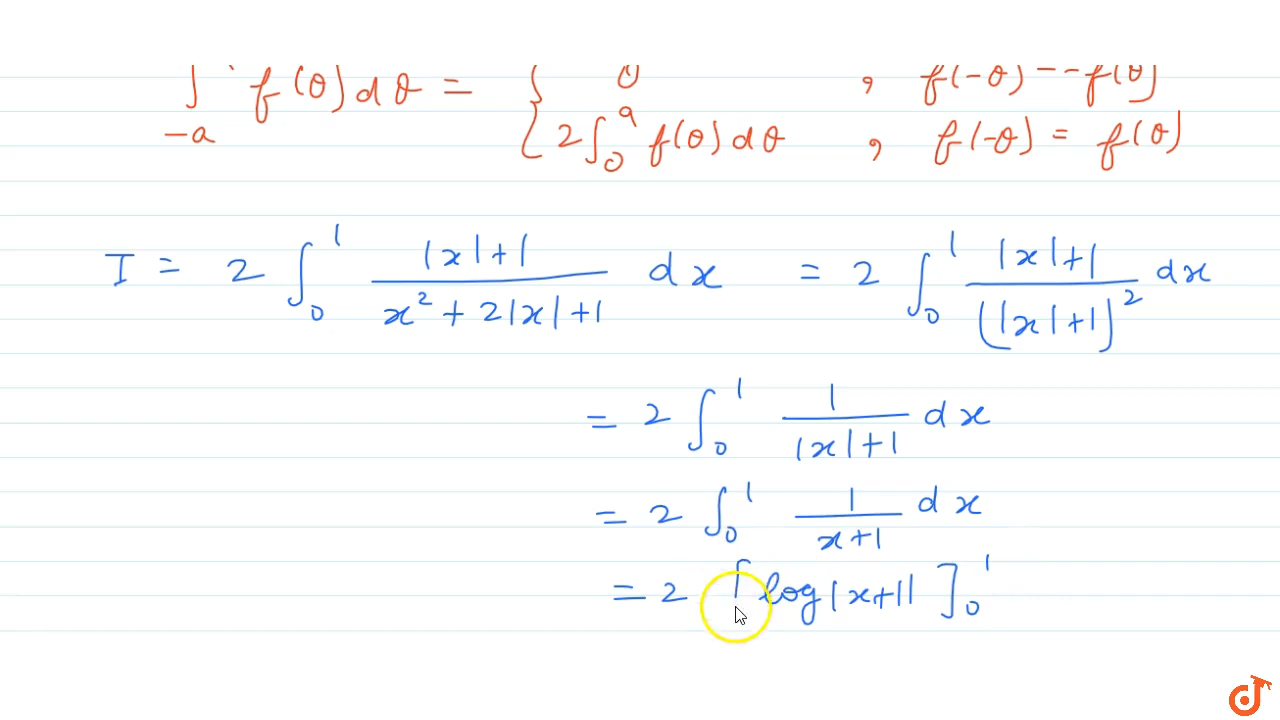 ∫_{-a} f(θ)dθ = { 0 , f(-θ) = -f(θ)
{ 2∫_0^a f(θ)dθ , f(-θ) = f(θ)
I = 2 ∫_0^1 (|x|+1)/(x² + 2|x|+1) dx = 2 ∫_0^1 (|x|+1)/(|x|+1)² dx
= 2 ∫_0^1 1/(|x|+1) dx
= 2 ∫_0^1 1/(x+1) dx
= 2 [log|x+1|]_0^1